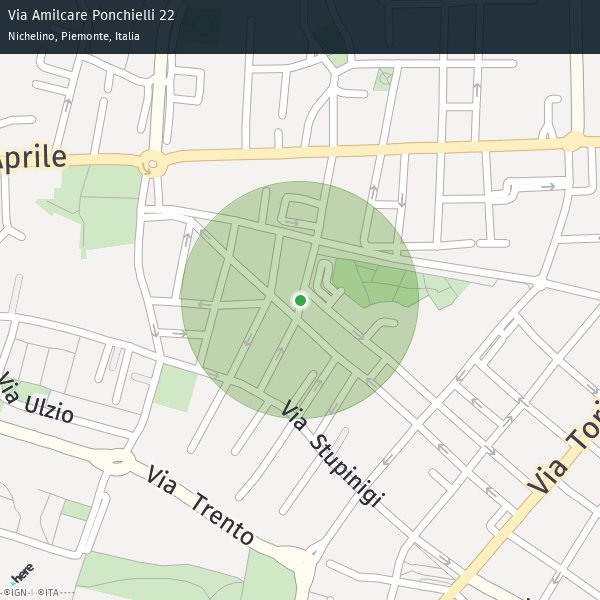 Via Amilcare Ponchielli 22
Nichelino, Piemonte, Italia
Aprile
Via Ulzio
Via Stupinigi
Via Trento
Via Tori
here
©IGN | ©ITA